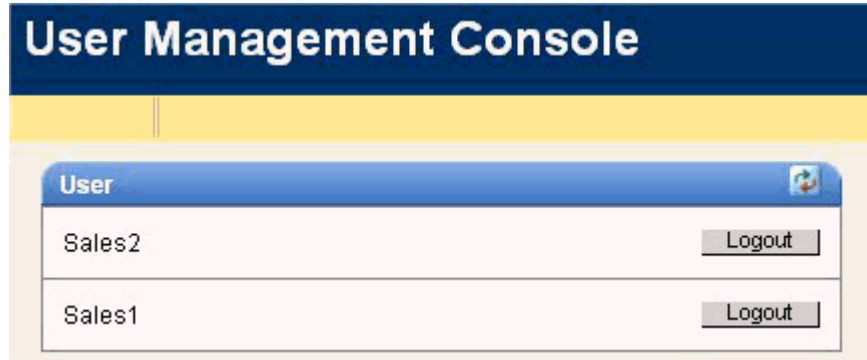 User Management Console
User
Sales2 Logout
Sales1 Logout